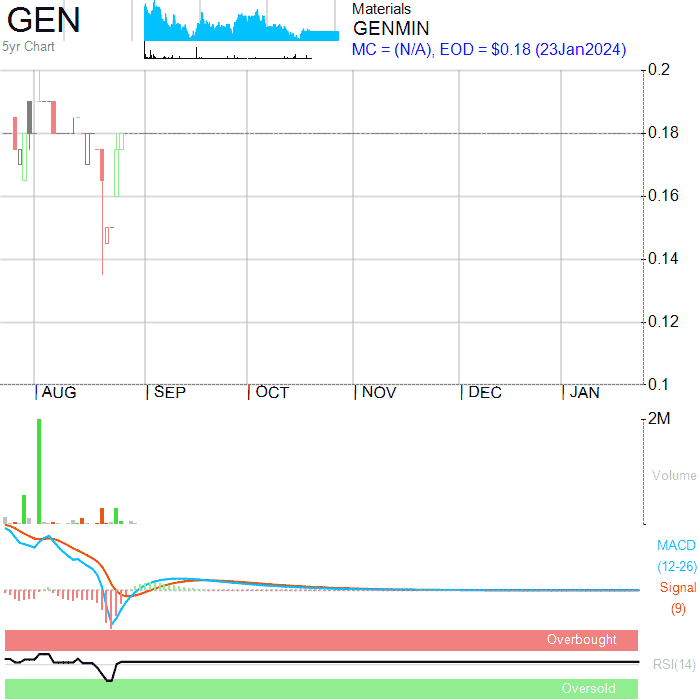 GEN
5yr Chart
Materials
GENMIN
MC = (N/A), EOD = $0.18 (23Jan2024)
0.2
0.18
0.16
0.14
0.12
0.1
AUG SEP OCT NOV DEC JAN
2M
Volume
MACD
(12-26)
Signal
(9)
Overbought
RSI(14)
Oversold